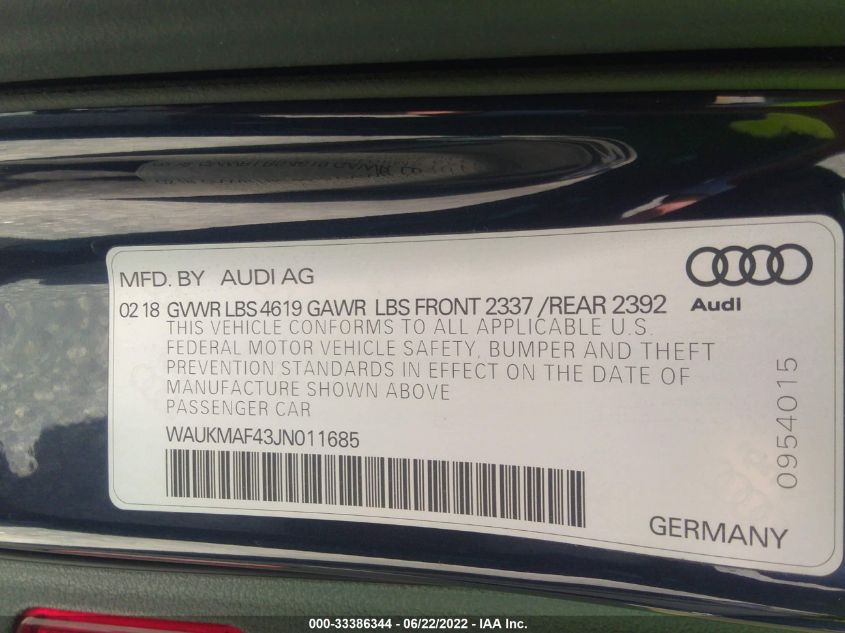 MFD. BY AUDI AG
Audi
02 18 GVWR LBS 4619 GAWR LBS FRONT 2337 /REAR 2392
THIS VEHICLE CONFORMS TO ALL APPLICABLE U.S.
FEDERAL MOTOR VEHICLE SAFETY, BUMPER AND THEFT
PREVENTION STANDARDS IN EFFECT ON THE DATE OF
MANUFACTURE SHOWN ABOVE
PASSENGER CAR
WAUKMAF43JN011685
0954015
GERMANY
000-33386344 - 06/22/2022 - IAA Inc.